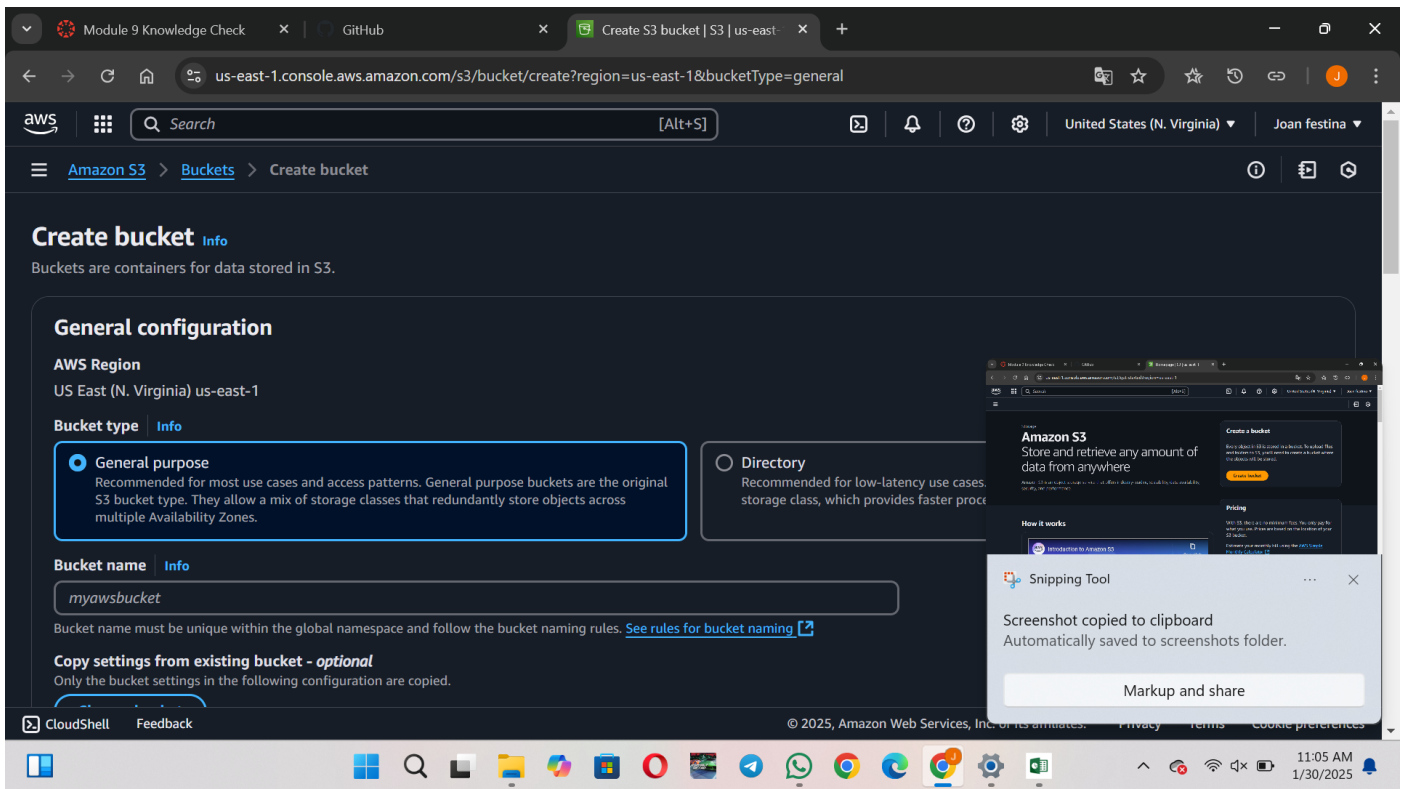 Module 9 Knowledge Check
GitHub
Create S3 bucket | S3 | us-east-
us-east-1.console.aws.amazon.com/s3/bucket/create?region=us-east-1&bucketType=general
J
aws
Search
[Alt+S]
United States (N. Virginia)
Joan festina
Amazon S3 > Buckets > Create bucket
Create bucket Info
Buckets are containers for data stored in S3.
General configuration
AWS Region
US East (N. Virginia) us-east-1
Bucket type Info
General purpose
Recommended for most use cases and access patterns. General purpose buckets are the original
S3 bucket type. They allow a mix of storage classes that redundantly store objects across
multiple Availability Zones.
Directory
Recommended for low-latency use cases.
storage class, which provides faster proce
Bucket name Info
myawsbucket
Bucket name must be unique within the global namespace and follow the bucket naming rules. See rules for bucket naming
Copy settings from existing bucket - optional
Only the bucket settings in the following configuration are copied.
Amazon S3
Store and retrieve any amount of
data from anywhere
Create a bucket
Create bucket
Pricing
How it works
Introduction to Amazon S3
Snipping Tool
Screenshot copied to clipboard
Automatically saved to screenshots folder.
Markup and share
CloudShell
Feedback
© 2025, Amazon Web Services, Inc. or its affiliates.
Privacy
Terms
Cookie preferences
11:05 AM
1/30/2025